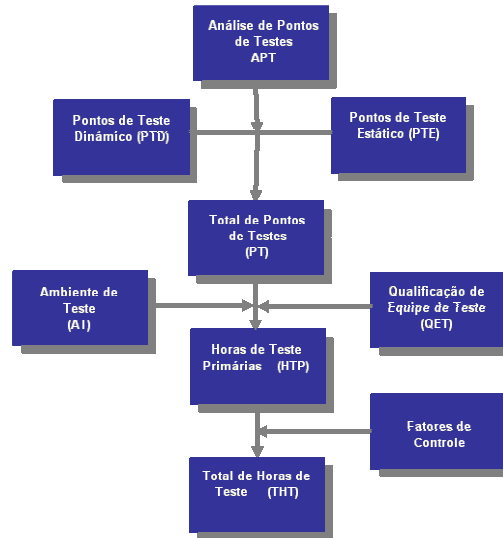 Análise de Pontos
de Testes
APT
Pontos de Teste
Dinâmico (PTD)
Pontos de Teste
Estático (PTE)
Total de Pontos
de Testes
(PT)
Ambiente de
Teste
(AI)
Qualificação de
Equipe de Teste
(QET)
Horas de Teste
Primárias (HTP)
Fatores de
Controle
Total de Horas de
Teste (THT)